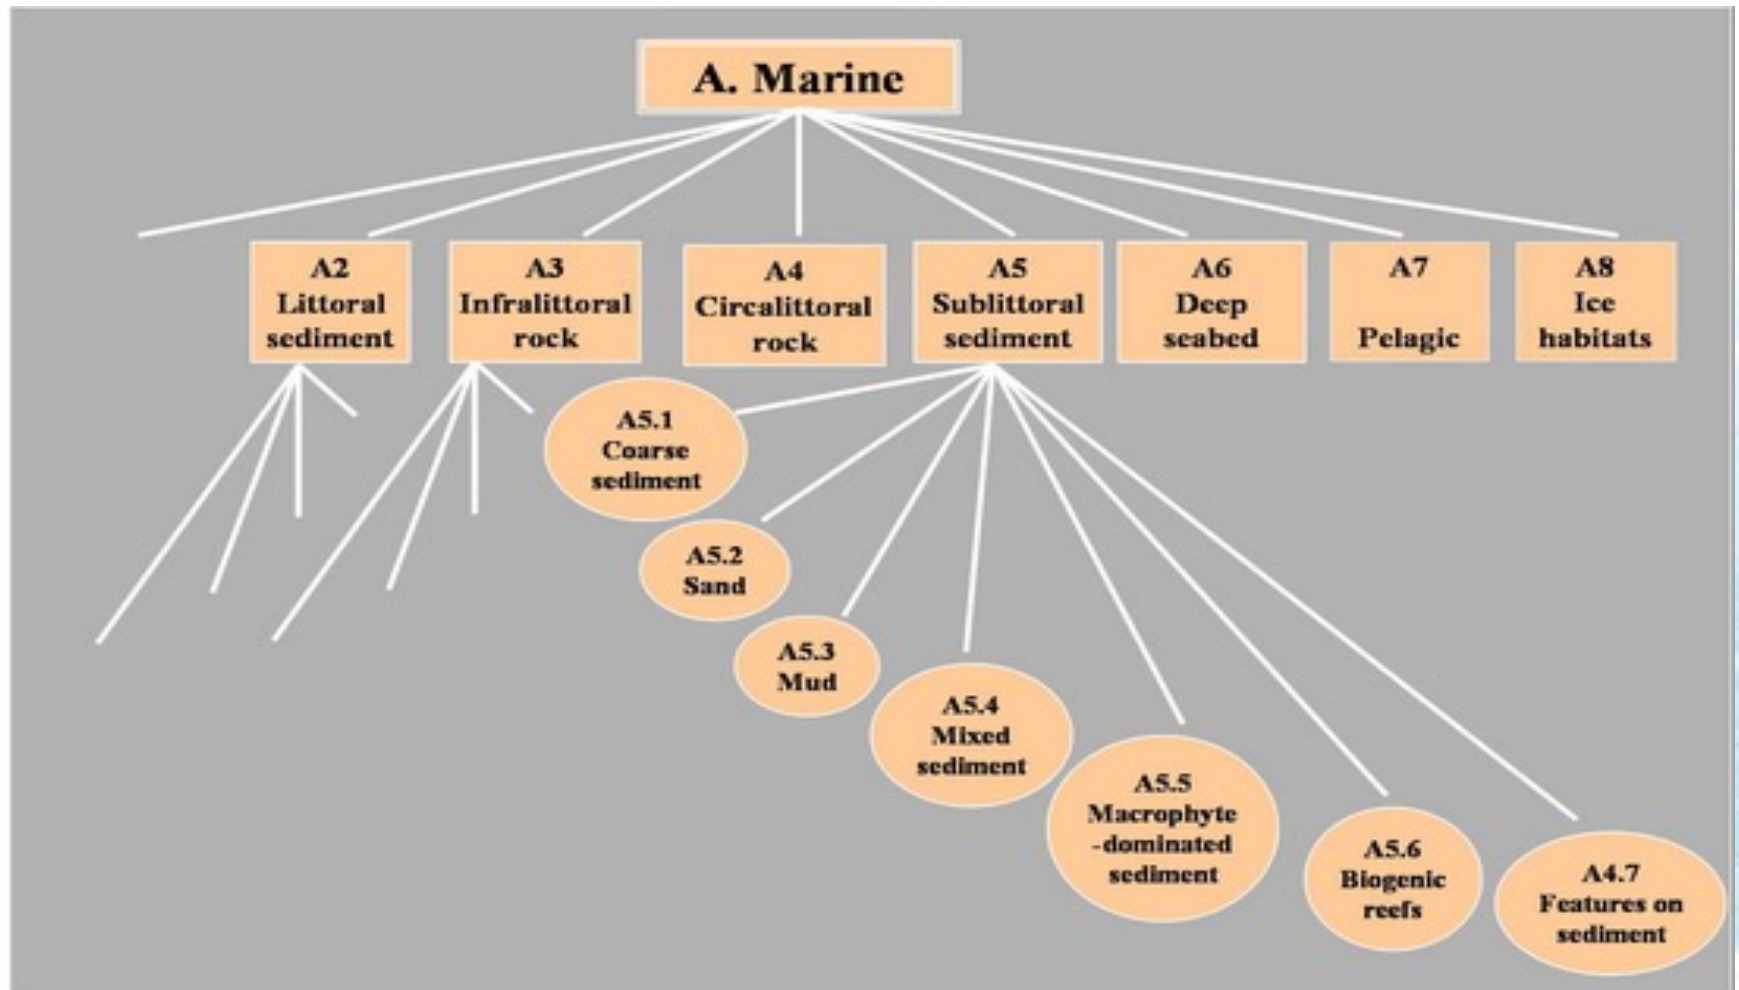 A. Marine
A2
Littoral
sediment
A3
Infralittoral
rock
A4
Circalittoral
rock
A5
Sublittoral
sediment
A6
Deep
seabed
A7
Pelagic
A8
Ice
habitats
A5.1
Coarse
sediment
A5.2
Sand
A5.3
Mud
A5.4
Mixed
sediment
A5.5
Macrophyte
-dominated
sediment
A5.6
Biogenic
reefs
A4.7
Features on
sediment